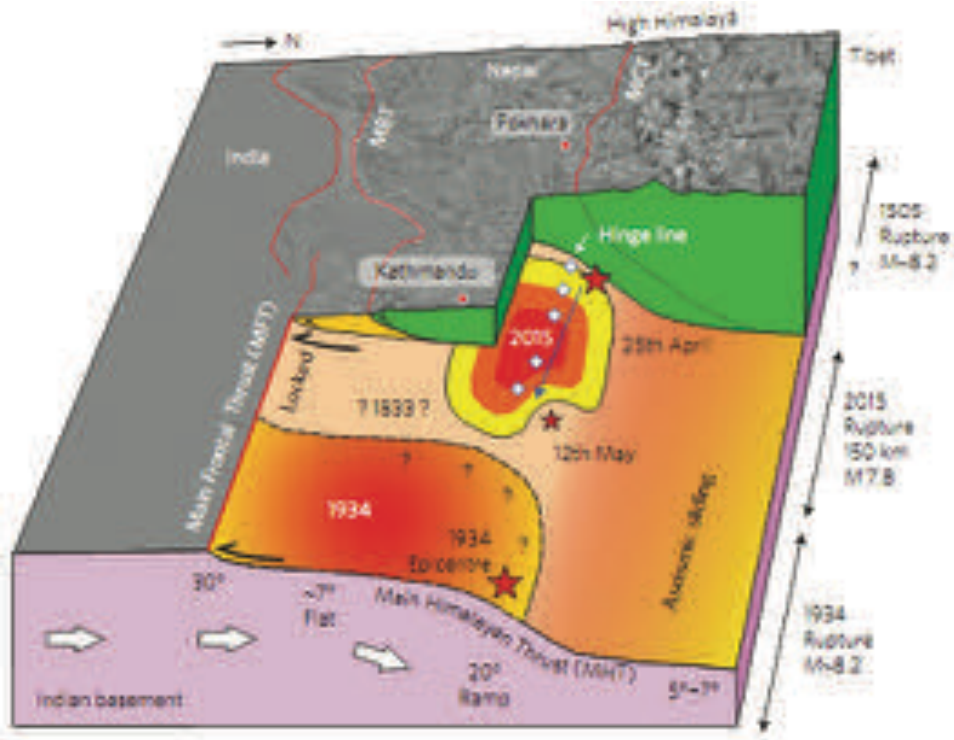 High Himalaya
N
Tibet
Nepal
MCT
MBT
Pokhara
India
1505
Rupture
M~8.2
?
Hinge line
Kathmandu
2015
25th April
Main Frontal Thrust (MFT)
Locked
? 1833 ?
12th May
2015
Rupture
150 km
M 7.8
?
?
?
?
1934
1934
Epicentre
Aseismic sliding
30°
~7°
Flat
Main Himalayan Thrust (MHT)
20°
Ramp
5°-7°
Indian basement
1934
Rupture
M~8.2